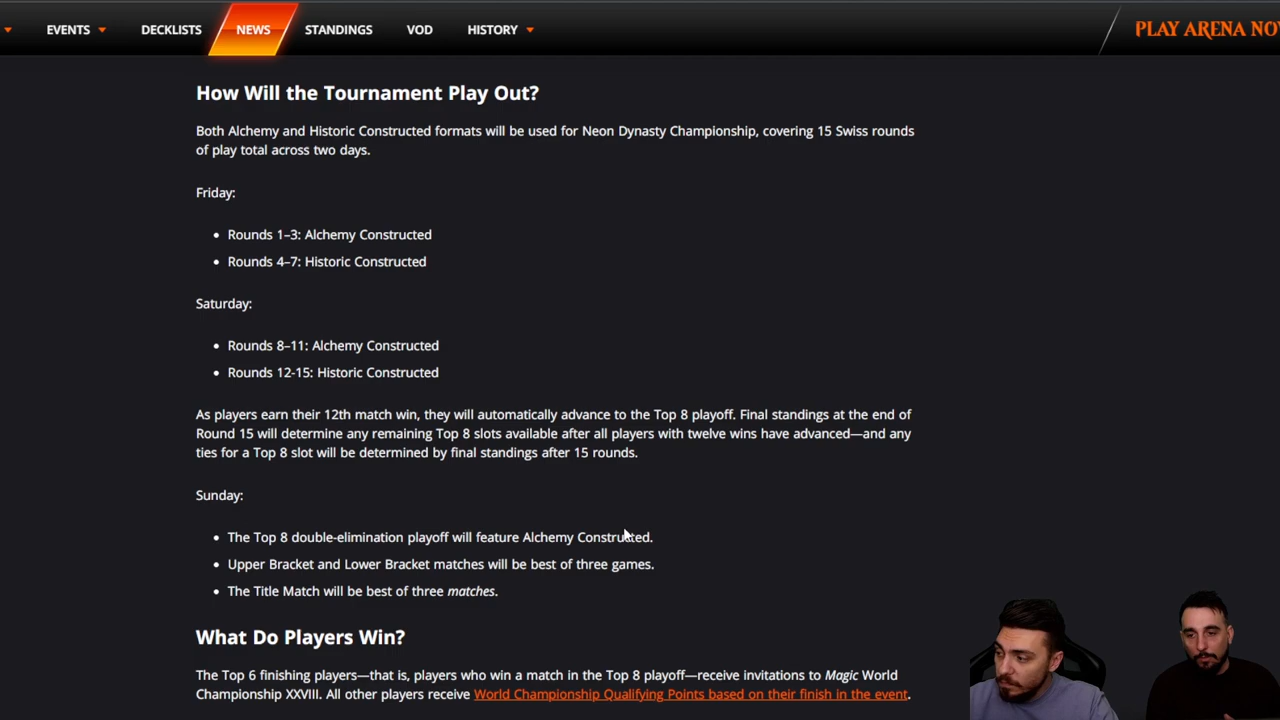 EVENTS DECKLISTS NEWS STANDINGS VOD HISTORY PLAY ARENA NO
How Will the Tournament Play Out?
Both Alchemy and Historic Constructed formats will be used for Neon Dynasty Championship, covering 15 Swiss rounds
of play total across two days.
Friday:
• Rounds 1–3: Alchemy Constructed
• Rounds 4–7: Historic Constructed
Saturday:
• Rounds 8–11: Alchemy Constructed
• Rounds 12-15: Historic Constructed
As players earn their 12th match win, they will automatically advance to the Top 8 playoff. Final standings at the end of
Round 15 will determine any remaining Top 8 slots available after all players with twelve wins have advanced—and any
ties for a Top 8 slot will be determined by final standings after 15 rounds.
Sunday:
• The Top 8 double-elimination playoff will feature Alchemy Constructed.
• Upper Bracket and Lower Bracket matches will be best of three games.
• The Title Match will be best of three matches.
What Do Players Win?
The Top 6 finishing players—that is, players who win a match in the Top 8 playoff—receive invitations to Magic World
Championship XXVIII. All other players receive World Championship Qualifying Points based on their finish in the event.